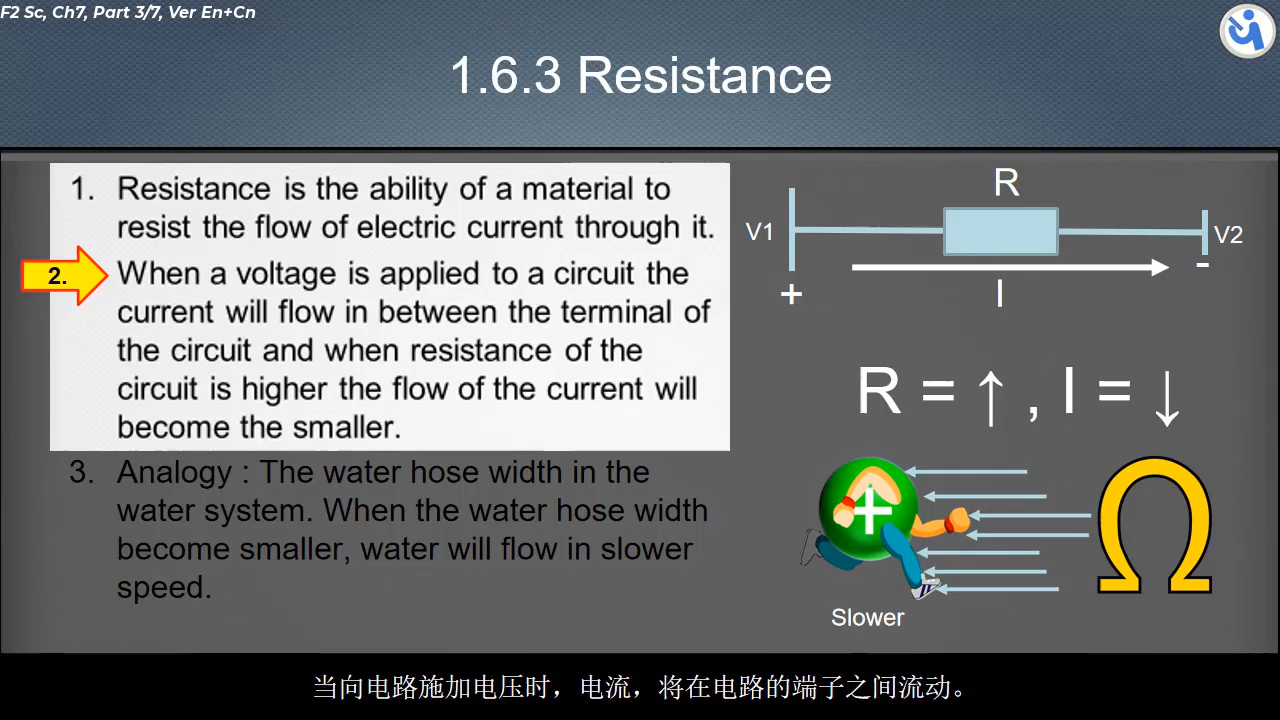 F2 Sc, Ch7, Part 3/7, Ver En+Cn
1.6.3 Resistance
1. Resistance is the ability of a material to
resist the flow of electric current through it.
2. When a voltage is applied to a circuit the
current will flow in between the terminal of
the circuit and when resistance of the
circuit is higher the flow of the current will
become the smaller.
3. Analogy : The water hose width in the
water system. When the water hose width
become smaller, water will flow in slower
speed.
R
V1
V2
+
-
I
R = ↑ , I = ↓
+
Ω
Slower
当向电路施加电压时，电流，将在电路的端子之间流动。